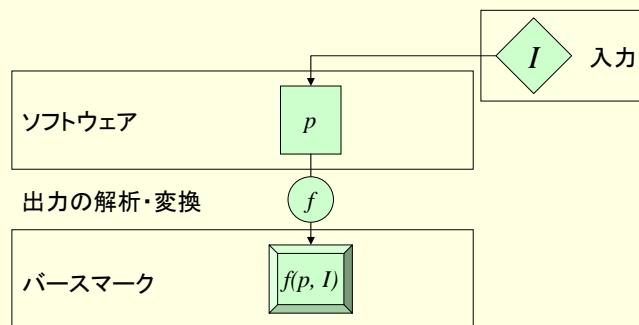 I
入力
ソフトウェア
p
出力の解析・変換
f
バースマーク
f(p, I)